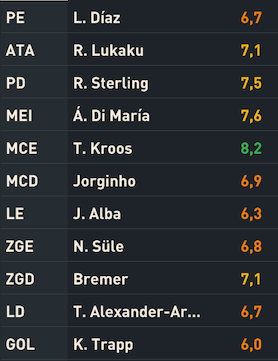 PE L. Díaz 6,7
ATA R. Lukaku 7,1
PD R. Sterling 7,5
MEI Á. Di María 7,6
MCE T. Kroos 8,2
MCD Jorginho 6,9
LE J. Alba 6,3
ZGE N. Süle 6,8
ZGD Bremer 7,1
LD T. Alexander-Ar... 6,7
GOL K. Trapp 6,0